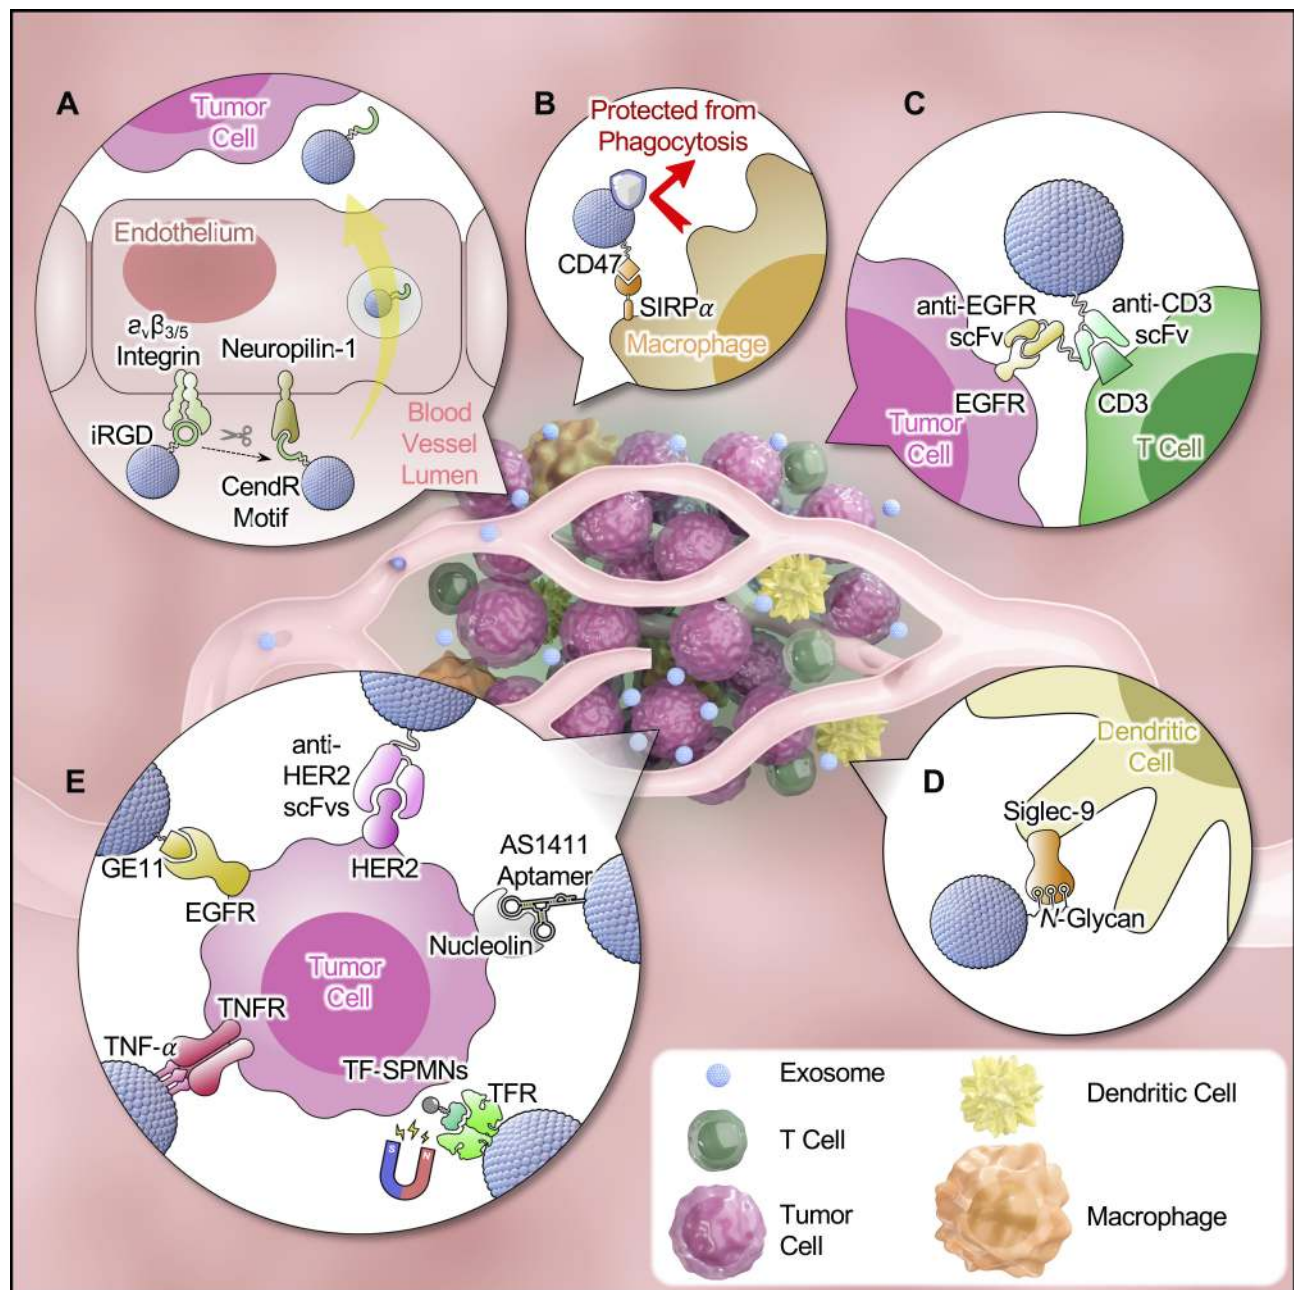 A
Tumor
Cell
Endothelium
avβ3/5
Integrin
Neuropilin-1
iRGD
CendR
Motif
Blood
Vessel
Lumen
B
Protected from
Phagocytosis
CD47
SIRPα
Macrophage
C
anti-EGFR
scFv
anti-CD3
scFv
EGFR
CD3
Tumor
Cell
T Cell
D
Dendritic
Cell
Siglec-9
N-Glycan
E
anti-
HER2
scFvs
HER2
GE11
EGFR
AS1411
Aptamer
Nucleolin
Tumor
Cell
TNFR
TNF-α
TF-SPMNs
TFR
S N
Exosome
T Cell
Tumor
Cell
Dendritic Cell
Macrophage